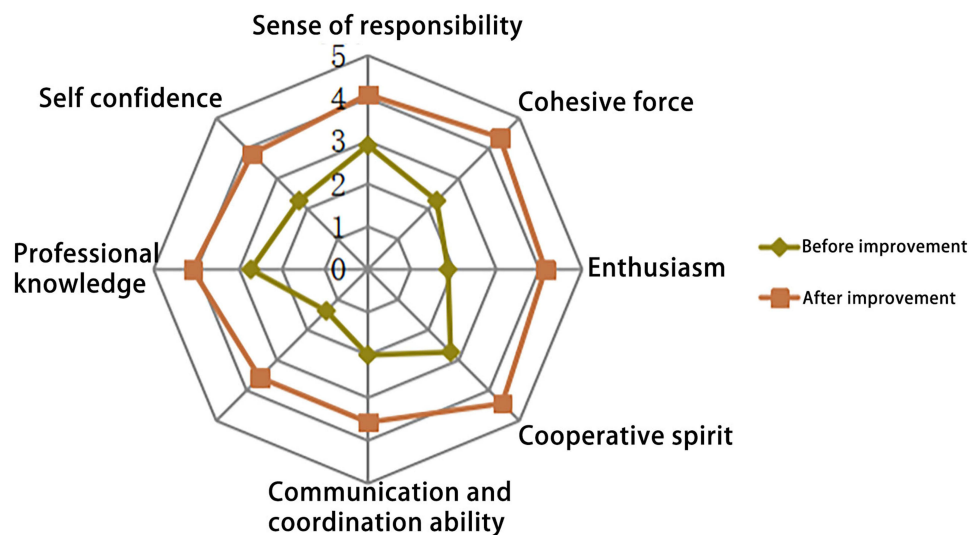 Sense of responsibility
5
Self confidence
4
Cohesive force
3
2
1
Professional
knowledge
0
Enthusiasm
Before improvement
After improvement
Cooperative spirit
Communication and
coordination ability